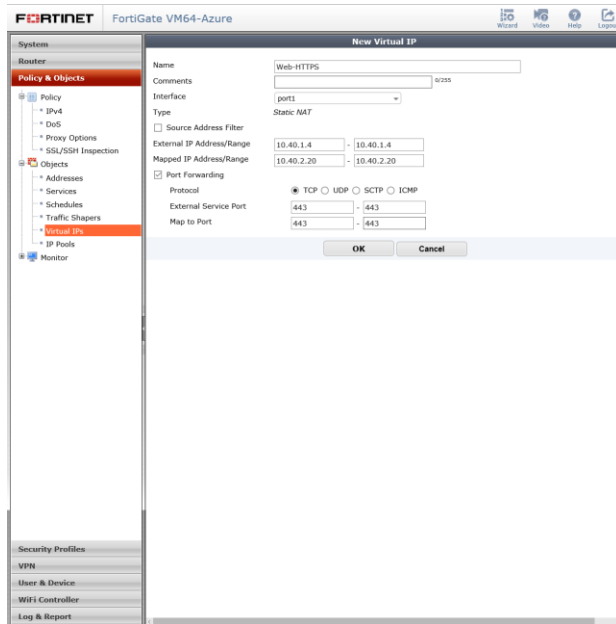 FORTINET FortiGate VM64-Azure
Wizard Video Help Logout
System
Router
Policy & Objects
Policy
IPv4
DoS
Proxy Options
SSL/SSH Inspection
Objects
Addresses
Services
Schedules
Traffic Shapers
Virtual IPs
IP Pools
Monitor
Security Profiles
VPN
User & Device
WiFi Controller
Log & Report
New Virtual IP
Name Web-HTTPS
Comments 0/255
Interface port1
Type Static NAT
Source Address Filter
External IP Address/Range 10.40.1.4 - 10.40.1.4
Mapped IP Address/Range 10.40.2.20 - 10.40.2.20
Port Forwarding
Protocol TCP UDP SCTP ICMP
External Service Port 443 - 443
Map to Port 443 - 443
OK Cancel